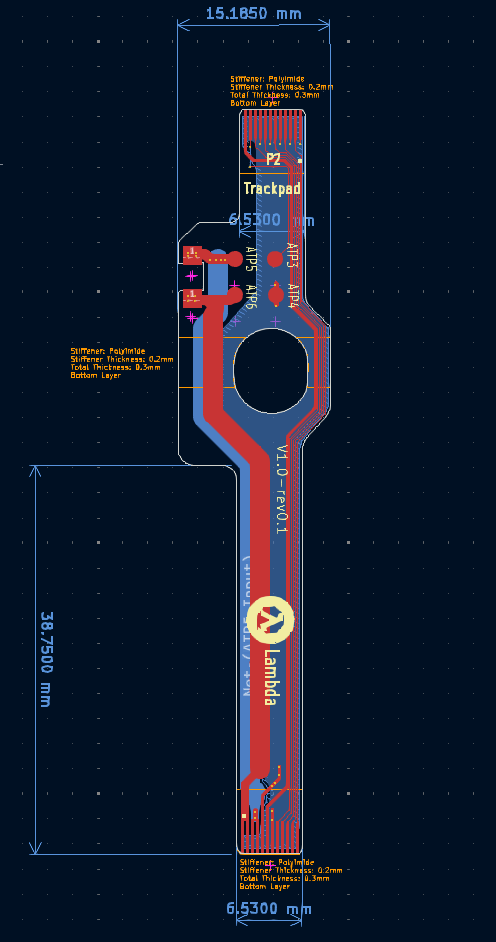 15.1850 mm
Stiffener: Polyimide
Stiffener Thickness: 0.2mm
Total Thickness: 0.3mm
Bottom Layer
P2
Trackpad
6.5300 mm
ATP5
ATP3
ATP6
ATP4
Stiffener: Polyimide
Stiffener Thickness: 0.2mm
Total Thickness: 0.3mm
Bottom Layer
V1.0-rev0.1
38.7500 mm
Lambda
Stiffener: Polyimide
Stiffener Thickness: 0.2mm
Total Thickness: 0.3mm
Bottom Layer
6.5300 mm